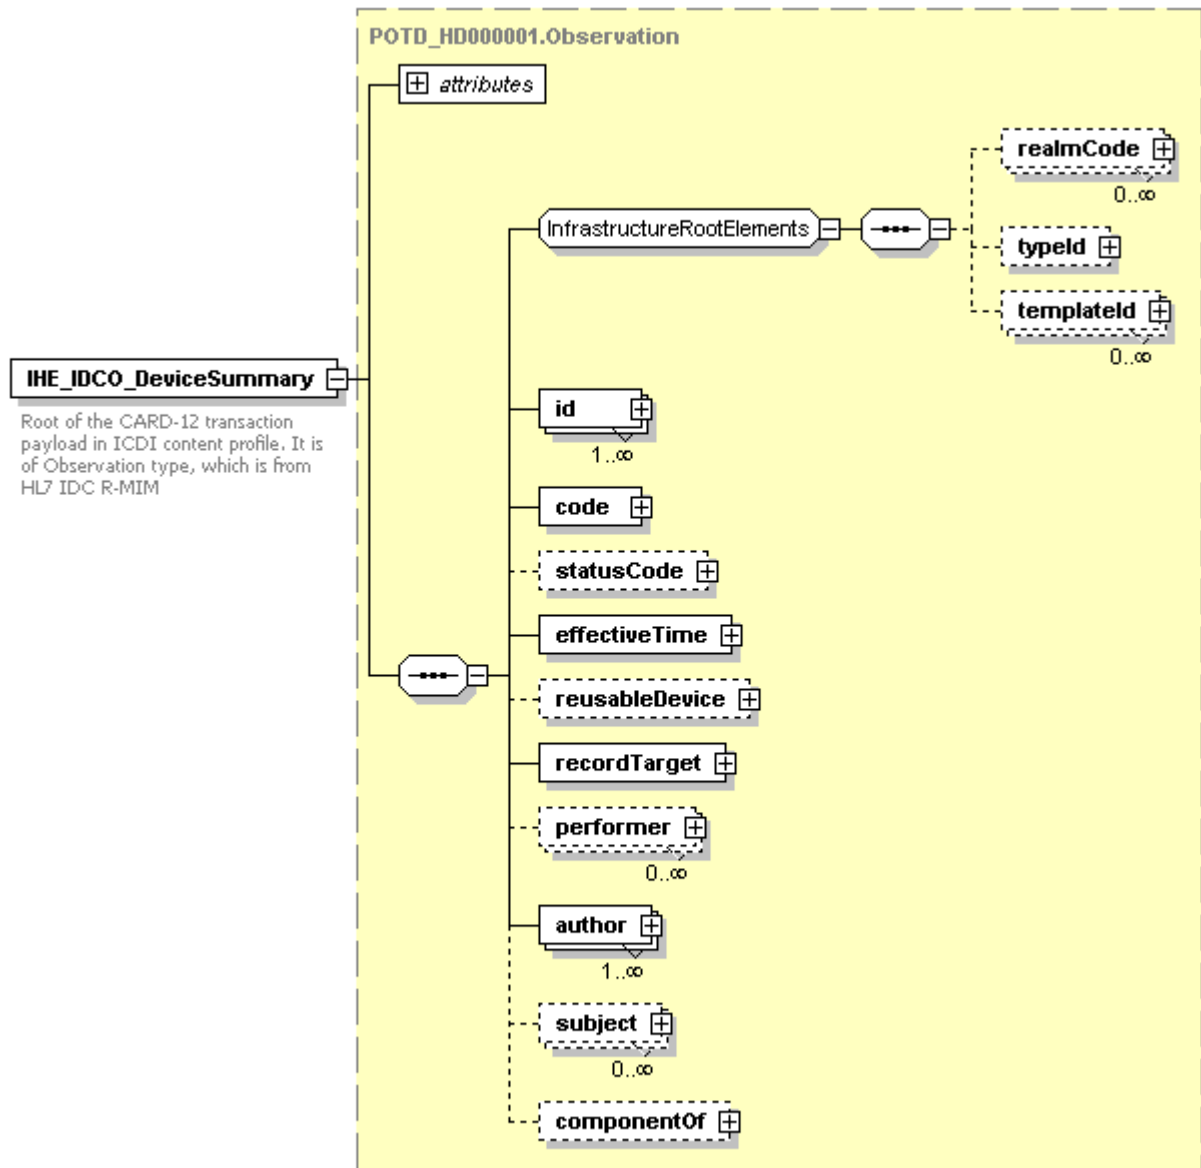 POTD_HD000001.Observation
attributes
realmCode
0..∞
InfrastructureRootElements
typeId
templateId
0..∞
IHE_IDCO_DeviceSummary
Root of the CARD-12 transaction
payload in ICDI content profile. It is
of Observation type, which is from
HL7 IDC R-MIM
id
1..∞
code
statusCode
effectiveTime
reusableDevice
recordTarget
performer
0..∞
author
1..∞
subject
0..∞
componentOf